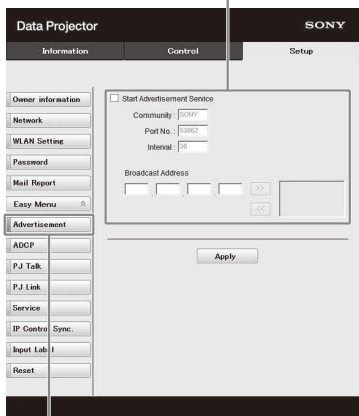 Data Projector
SONY
Information
Control
Setup
Owner information
Network
WLAN Setting
Password
Mail Report
Easy Menu
Advertisement
ADCP
PJ Talk
PJ Link
Service
IP Control Sync.
Input Label
Reset
Start Advertisement Service
Community : SONY
Port No. : 53862
Interval : 30
Broadcast Address
>>
<<
Apply